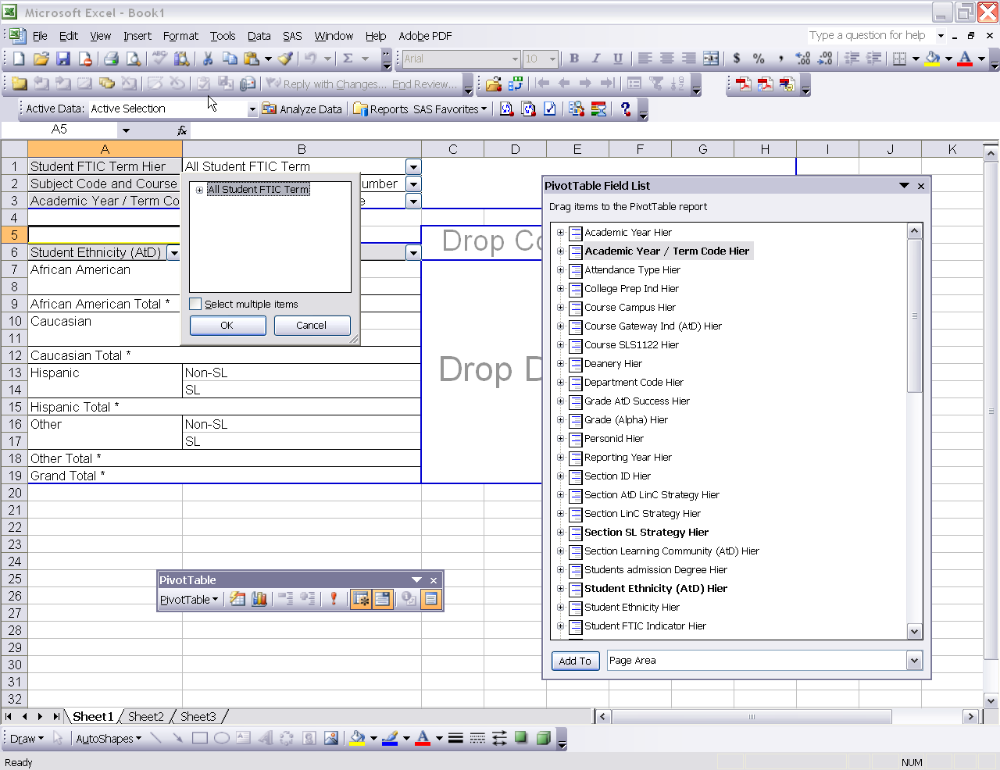 Microsoft Excel - Book1
File Edit View Insert Format Tools Data SAS Window Help Adobe PDF
Type a question for help
Arial 10 B I U $ % ,
Reply with Changes... End Review...
Active Data: Active Selection Analyze Data Reports SAS Favorites
A5 fx
A B C D E F G H I J K
1 Student FTIC Term Hier All Student FTIC Term
2 Subject Code and Course umber
3 Academic Year / Term Co e
4
5 Drop Co
6 Student Ethnicity (AtD)
7 African American
8
9 African American Total *
10 Caucasian
11
12 Caucasian Total *
13 Hispanic Non-SL
14 SL
15 Hispanic Total *
16 Other Non-SL
17 SL
18 Other Total *
19 Grand Total *
20
21
22
23
24
25
26
27
28
29
30
31
32
Drop D
All Student FTIC Term
Select multiple items
OK Cancel
PivotTable Field List
Drag items to the PivotTable report
Academic Year Hier
Academic Year / Term Code Hier
Attendance Type Hier
College Prep Ind Hier
Course Campus Hier
Course Gateway Ind (AtD) Hier
Course SLS1122 Hier
Deanery Hier
Department Code Hier
Grade AtD Success Hier
Grade (Alpha) Hier
Personid Hier
Reporting Year Hier
Section ID Hier
Section AtD LinC Strategy Hier
Section LinC Strategy Hier
Section SL Strategy Hier
Section Learning Community (AtD) Hier
Students admission Degree Hier
Student Ethnicity (AtD) Hier
Student Ethnicity Hier
Student FTIC Indicator Hier
Add To Page Area
PivotTable
PivotTable
Sheet1 Sheet2 Sheet3
Draw AutoShapes
Ready NUM